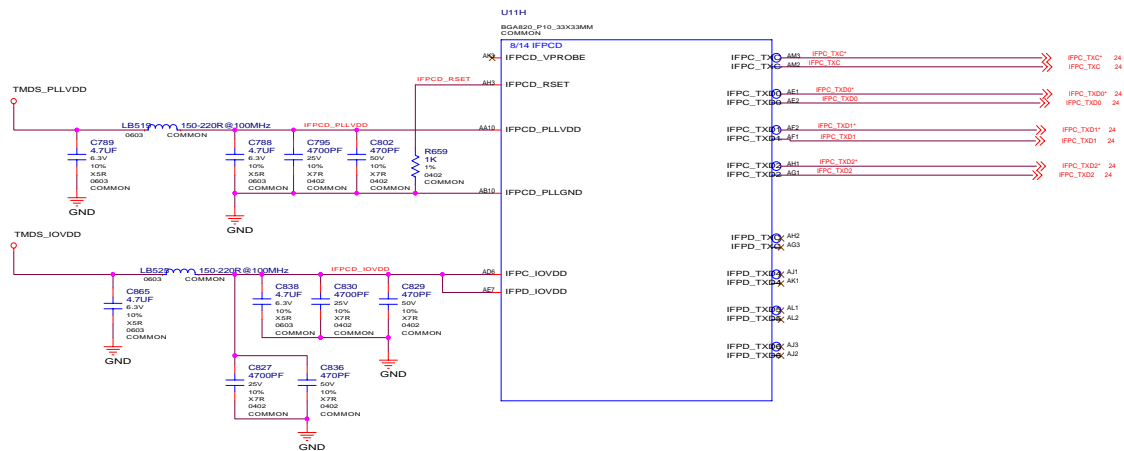 U11H
BGA820_P10_33X33MM
COMMON
8/14 IFPCD
IFPCD_VPROBE
IFPC_TXC AM3 IFPC_TXC* IFPC_TXC* 24
IFPC_TXC AM2 IFPC_TXC IFPC_TXC 24
IFPCD_RSET AH3 IFPCD_RSET
IFPC_TXD0 AE1 IFPC_TXD0* IFPC_TXD0* 24
IFPC_TXD0 AE2 IFPC_TXD0 IFPC_TXD0 24
TMDS_PLLVDD
LB519 150-220R@100MHz
0603 COMMON
IFPCD_PLLVDD AA10 IFPCD_PLLVDD
IFPC_TXD1 AF2 IFPC_TXD1* IFPC_TXD1* 24
IFPC_TXD1 AF1 IFPC_TXD1 IFPC_TXD1 24
C789
4.7UF
6.3V
10%
X5R
0603
COMMON
GND
C788
4.7UF
6.3V
10%
X5R
0603
COMMON
GND
C795
4700PF
25V
10%
X7R
0402
COMMON
C802
470PF
50V
10%
X7R
0402
COMMON
R659
1K
1%
0402
COMMON
AB10 IFPCD_PLLGND
IFPC_TXD2 AH1 IFPC_TXD2* IFPC_TXD2* 24
IFPC_TXD2 AG1 IFPC_TXD2 IFPC_TXD2 24
TMDS_IOVDD
IFPD_TXC AH2
IFPD_TXC AG3
LB525 150-220R@100MHz
0603 COMMON
IFPCD_IOVDD AD6 IFPC_IOVDD
AE7 IFPD_IOVDD
IFPD_TXD4 AJ1
IFPD_TXD4 AK1
IFPD_TXD5 AL1
IFPD_TXD5 AL2
IFPD_TXD6 AJ3
IFPD_TXD6 AJ2
C865
4.7UF
6.3V
10%
X5R
0603
COMMON
GND
C838
4.7UF
6.3V
10%
X5R
0603
COMMON
C830
4700PF
25V
10%
X7R
0402
COMMON
C829
470PF
50V
10%
X7R
0402
COMMON
GND
C827
4700PF
25V
10%
X7R
0402
COMMON
C836
470PF
50V
10%
X7R
0402
COMMON
GND